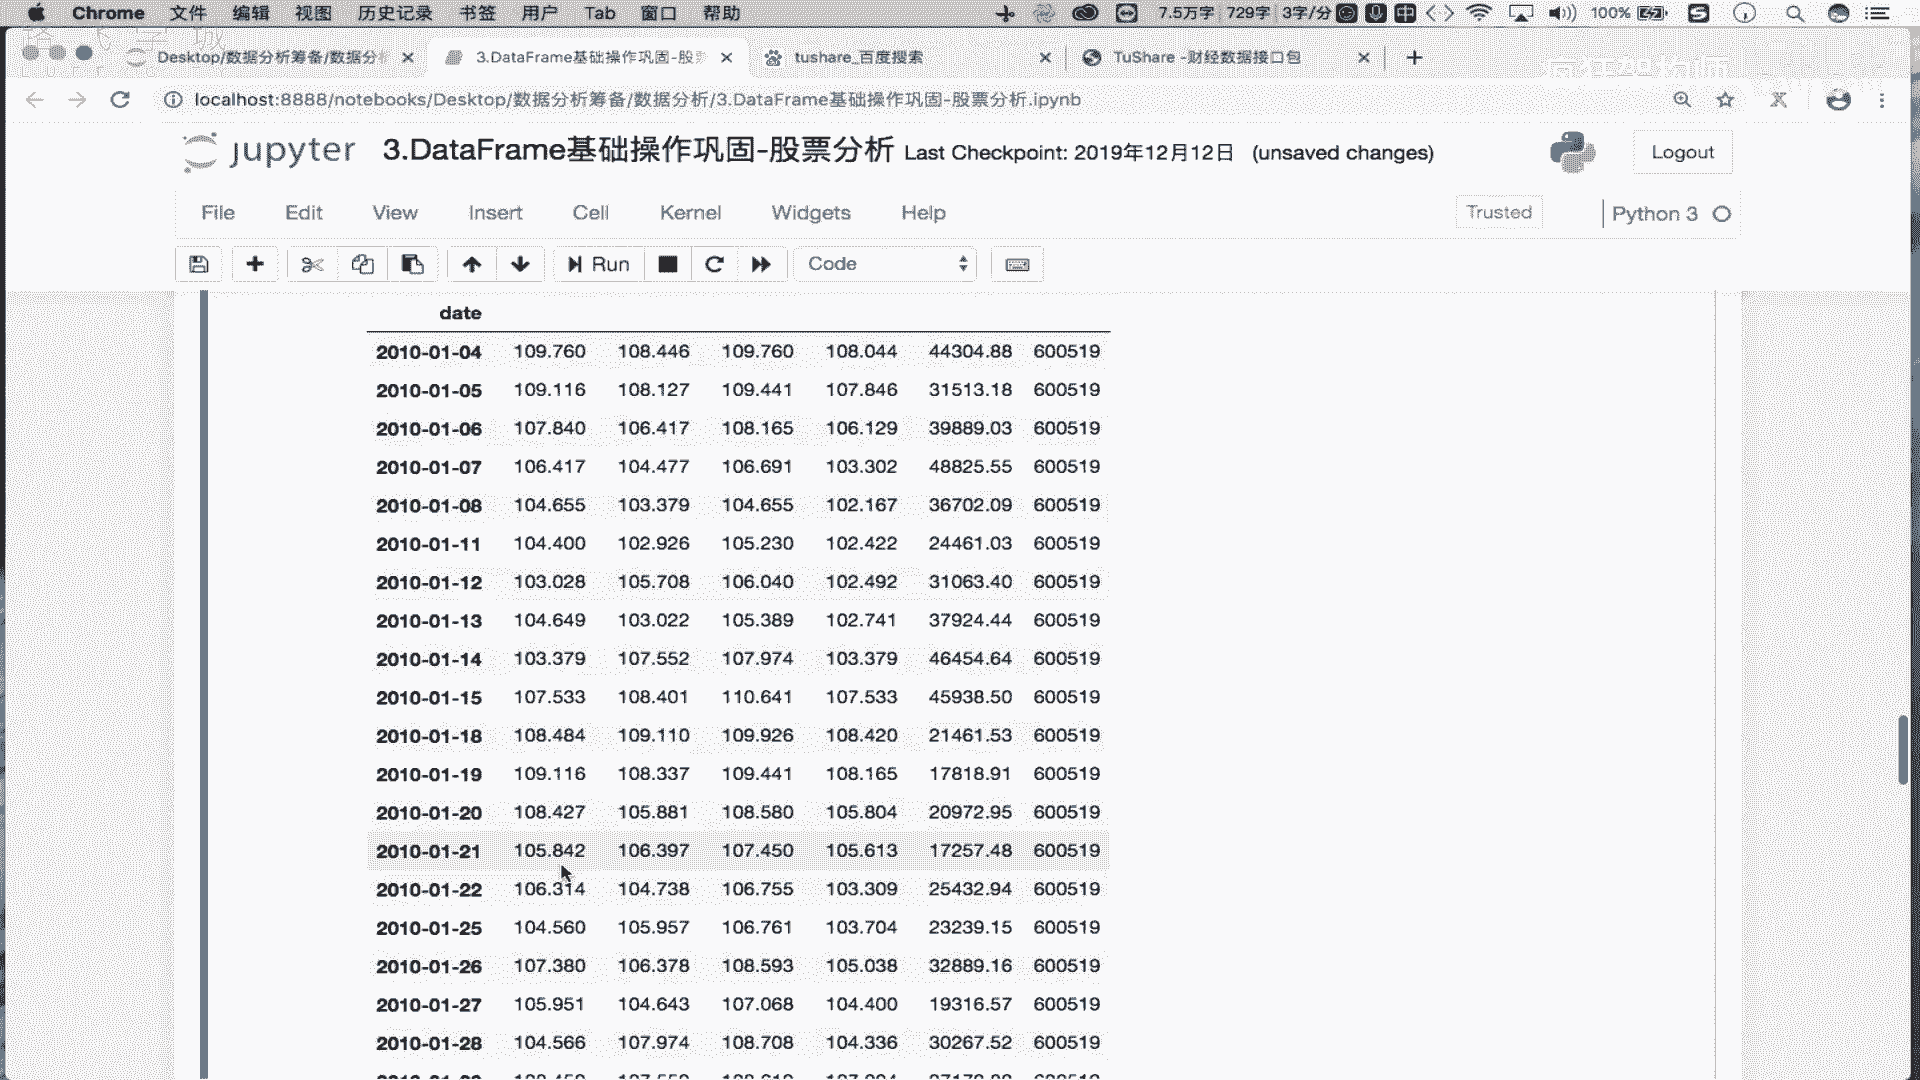 Chrome 文件 编辑 视图 历史记录 书签 用户 Tab 窗口 帮助 7.5万字 729字 3字/分 中 100%
Desktop/数据分析筹备/数据分析 3.DataFrame基础操作巩固-股票 tushare_百度搜索 TuShare -财经数据接口包
疯狂架构师
localhost:8888/notebooks/Desktop/数据分析筹备/数据分析/3.DataFrame基础操作巩固-股票分析.ipynb
jupyter 3.DataFrame基础操作巩固-股票分析 Last Checkpoint: 2019年12月12日 (unsaved changes) Logout
File Edit View Insert Cell Kernel Widgets Help Trusted Python 3
Run Code
date
2010-01-04 109.760 108.446 109.760 108.044 44304.88 600519
2010-01-05 109.116 108.127 109.441 107.846 31513.18 600519
2010-01-06 107.840 106.417 108.165 106.129 39889.03 600519
2010-01-07 106.417 104.477 106.691 103.302 48825.55 600519
2010-01-08 104.655 103.379 104.655 102.167 36702.09 600519
2010-01-11 104.400 102.926 105.230 102.422 24461.03 600519
2010-01-12 103.028 105.708 106.040 102.492 31063.40 600519
2010-01-13 104.649 103.022 105.389 102.741 37924.44 600519
2010-01-14 103.379 107.552 107.974 103.379 46454.64 600519
2010-01-15 107.533 108.401 110.641 107.533 45938.50 600519
2010-01-18 108.484 109.110 109.926 108.420 21461.53 600519
2010-01-19 109.116 108.337 109.441 108.165 17818.91 600519
2010-01-20 108.427 105.881 108.580 105.804 20972.95 600519
2010-01-21 105.842 106.397 107.450 105.613 17257.48 600519
2010-01-22 106.314 104.738 106.755 103.309 25432.94 600519
2010-01-25 104.560 105.957 106.761 103.704 23239.15 600519
2010-01-26 107.380 106.378 108.593 105.038 32889.16 600519
2010-01-27 105.951 104.643 107.068 104.400 19316.57 600519
2010-01-28 104.566 107.974 108.708 104.336 30267.52 600519